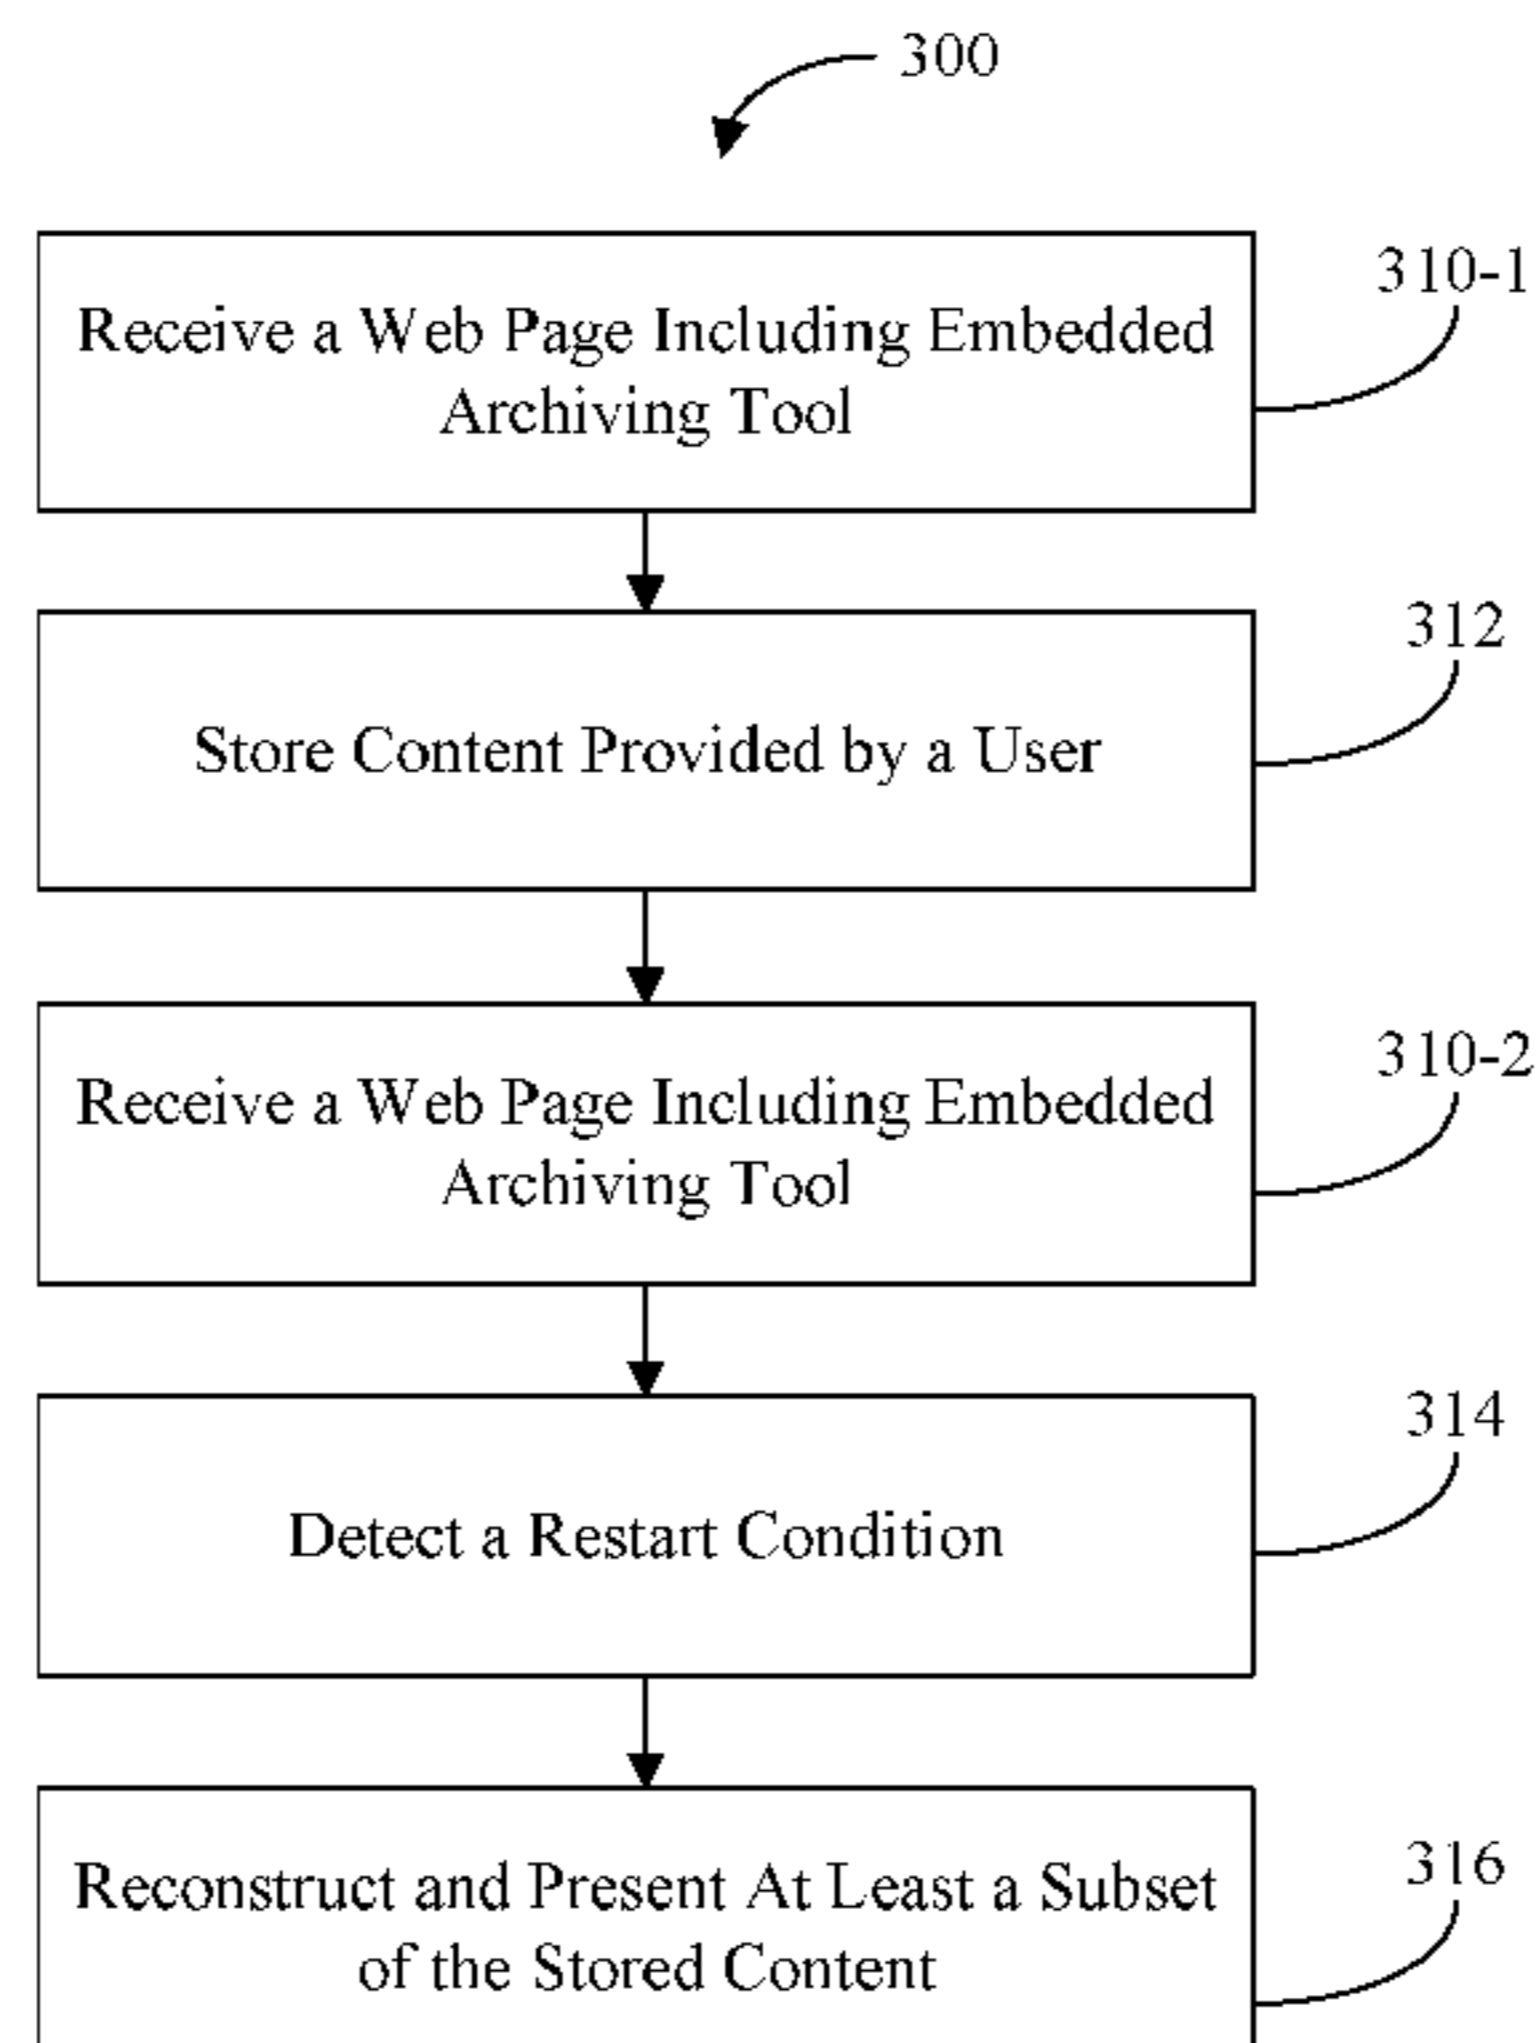 300
310-1
Receive a Web Page Including Embedded
Archiving Tool
312
Store Content Provided by a User
310-2
Receive a Web Page Including Embedded
Archiving Tool
314
Detect a Restart Condition
316
Reconstruct and Present At Least a Subset
of the Stored Content